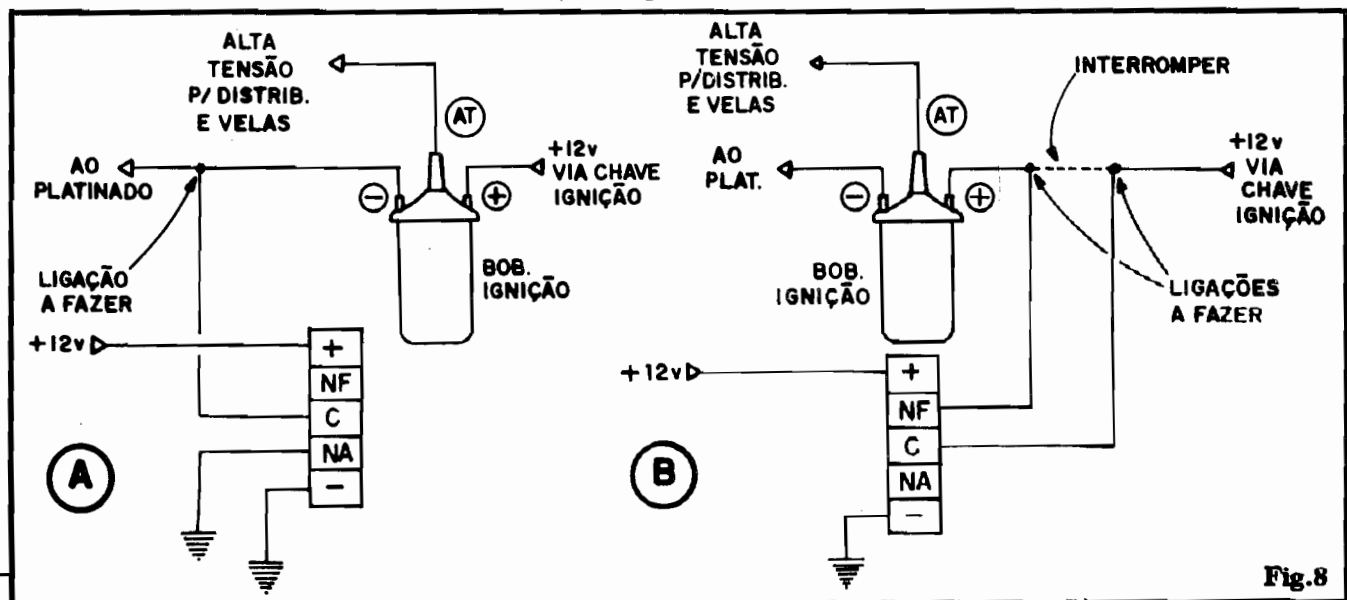 ALTA
TENSÃO
P/ DISTRIB.
E VELAS
AT
AO
PLATINADO
+12v
VIA CHAVE
IGNIÇÃO
−
+
LIGAÇÃO
A FAZER
BOB.
IGNIÇÃO
+12v
+
NF
C
NA
−
A
ALTA
TENSÃO
P/ DISTRIB.
E VELAS
INTERROMPER
AT
AO
PLAT.
+12v
VIA
CHAVE
IGNIÇÃO
−
+
BOB.
IGNIÇÃO
LIGAÇÕES
A FAZER
+12v
+
NF
C
NA
−
B
Fig.8